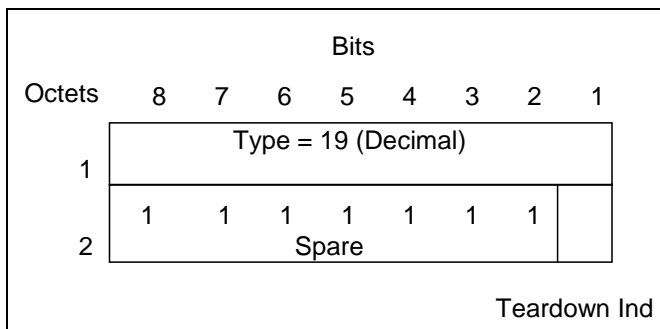 Bits
Octets 8 7 6 5 4 3 2 1
Type = 19 (Decimal)
1
1 1 1 1 1 1 1
2 Spare
Teardown Ind